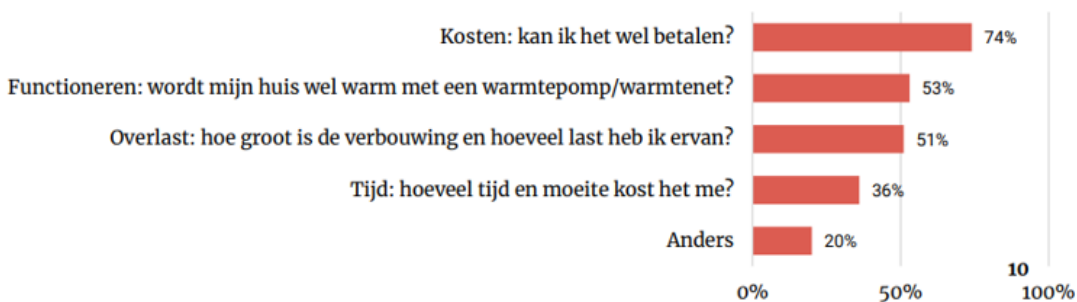 Kosten: kan ik het wel betalen? 74%
Functioneren: wordt mijn huis wel warm met een warmtepomp/warmtenet? 53%
Overlast: hoe groot is de verbouwing en hoeveel last heb ik ervan? 51%
Tijd: hoeveel tijd en moeite kost het me? 36%
Anders 20%
10
0% 50% 100%